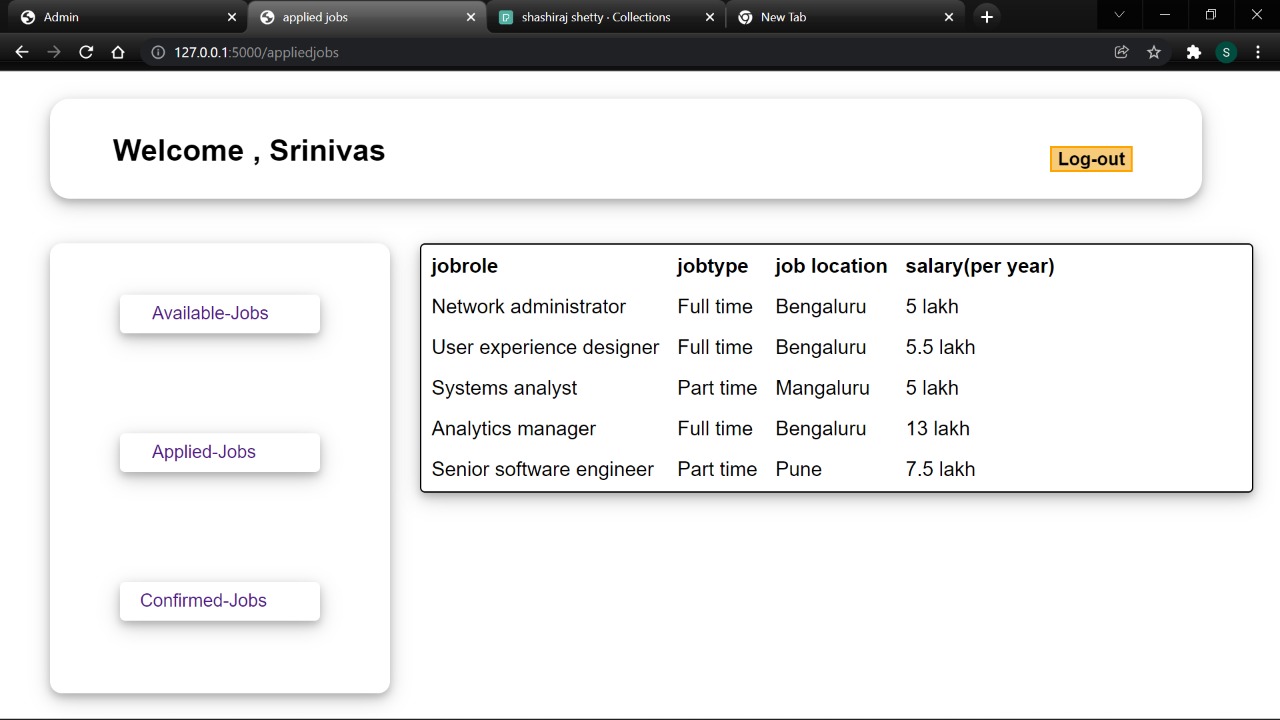 Admin
applied jobs
shashiraj shetty · Collections
New Tab
127.0.0.1:5000/appliedjobs
S
Welcome , Srinivas
Log-out
Available-Jobs
Applied-Jobs
Confirmed-Jobs
jobrole jobtype job location salary(per year)
Network administrator Full time Bengaluru 5 lakh
User experience designer Full time Bengaluru 5.5 lakh
Systems analyst Part time Mangaluru 5 lakh
Analytics manager Full time Bengaluru 13 lakh
Senior software engineer Part time Pune 7.5 lakh